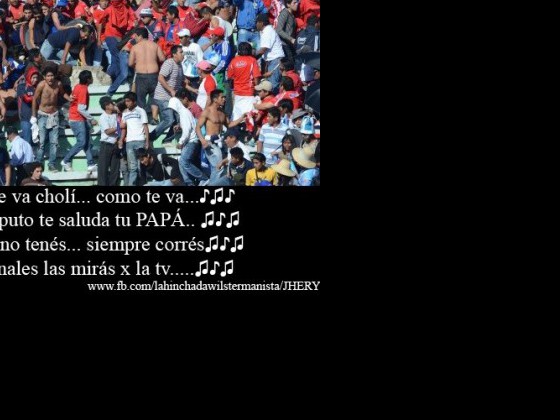 e va cholí... como te va...♪♫♪
puto te saluda tu PAPÁ.. ♫♪♫
no tenés... siempre corrés♫♪♫
nales las mirás x la tv.....♫♪♫
www.fb.com/lahinchadawilstermanista/JHERY